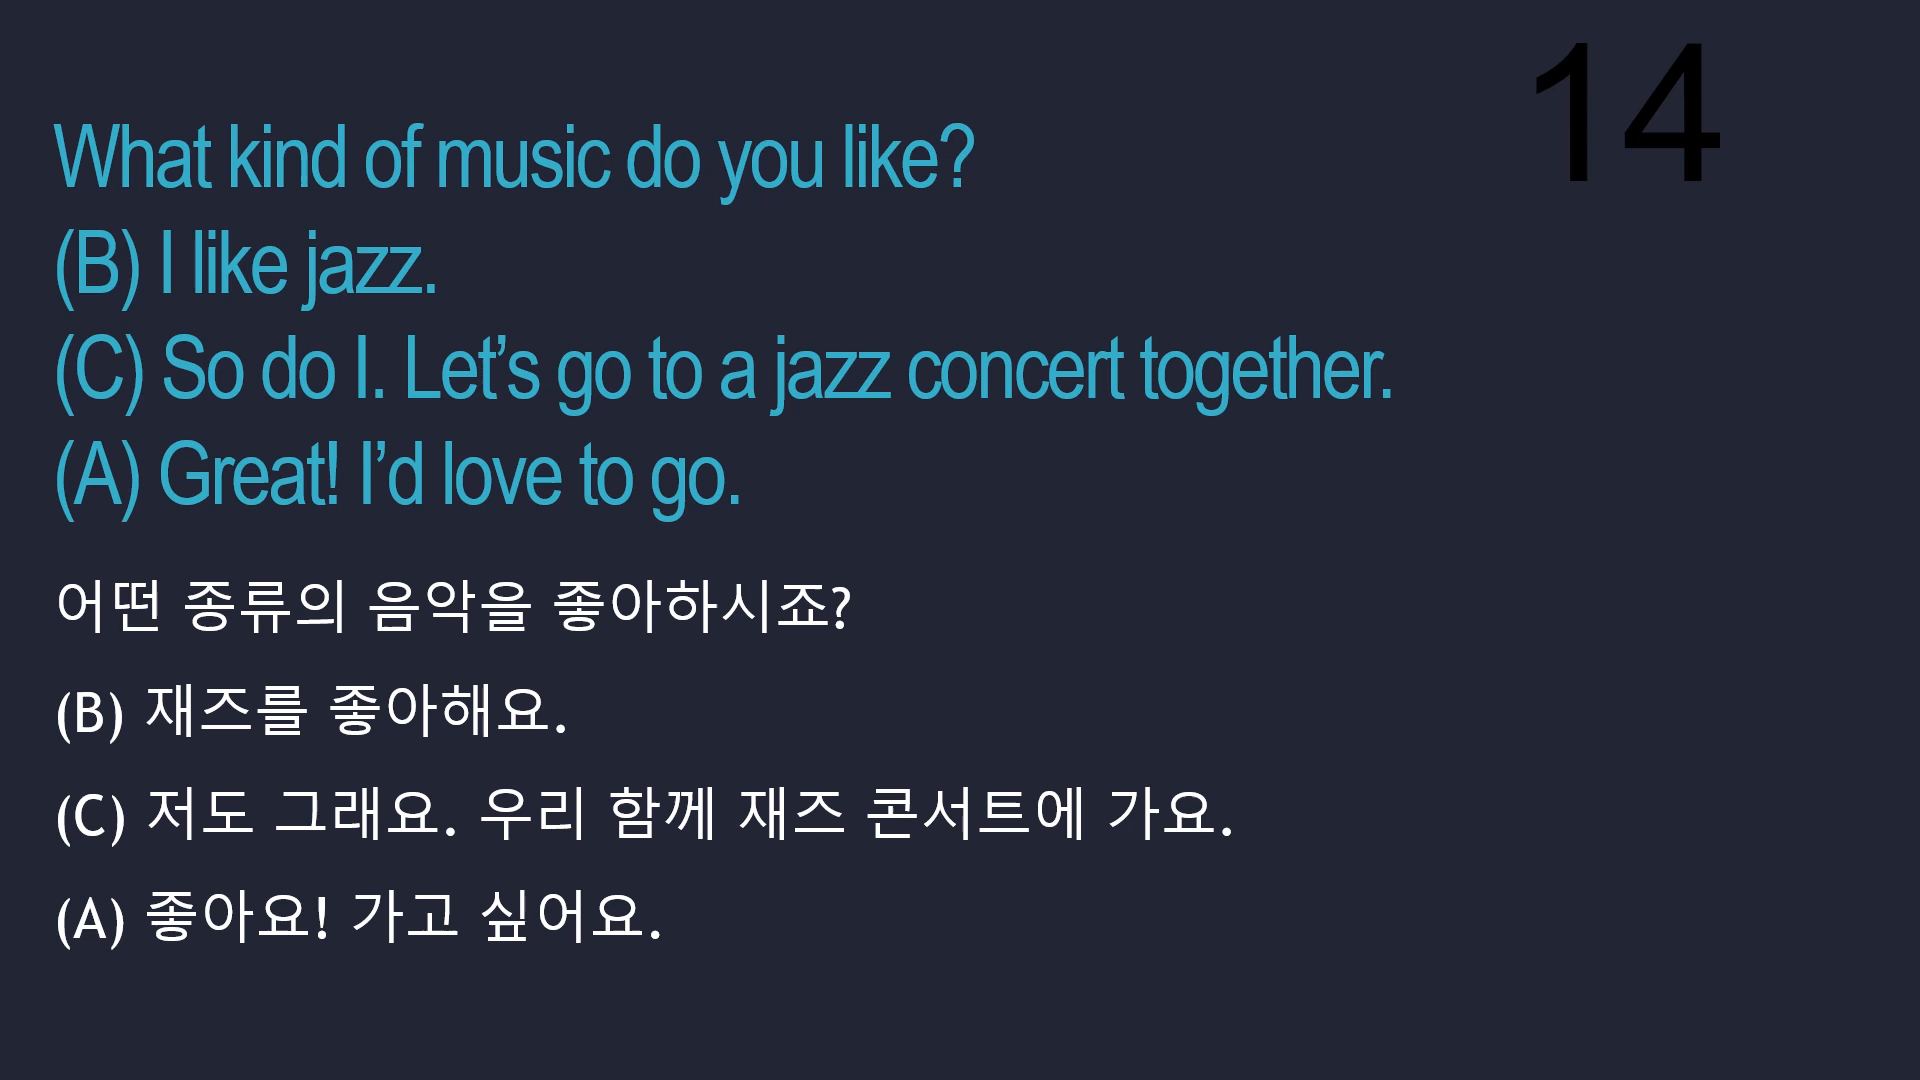 14
What kind of music do you like?
(B) I like jazz.
(C) So do I. Let’s go to a jazz concert together.
(A) Great! I’d love to go.
어떤 종류의 음악을 좋아하시죠?
(B) 재즈를 좋아해요.
(C) 저도 그래요. 우리 함께 재즈 콘서트에 가요.
(A) 좋아요! 가고 싶어요.